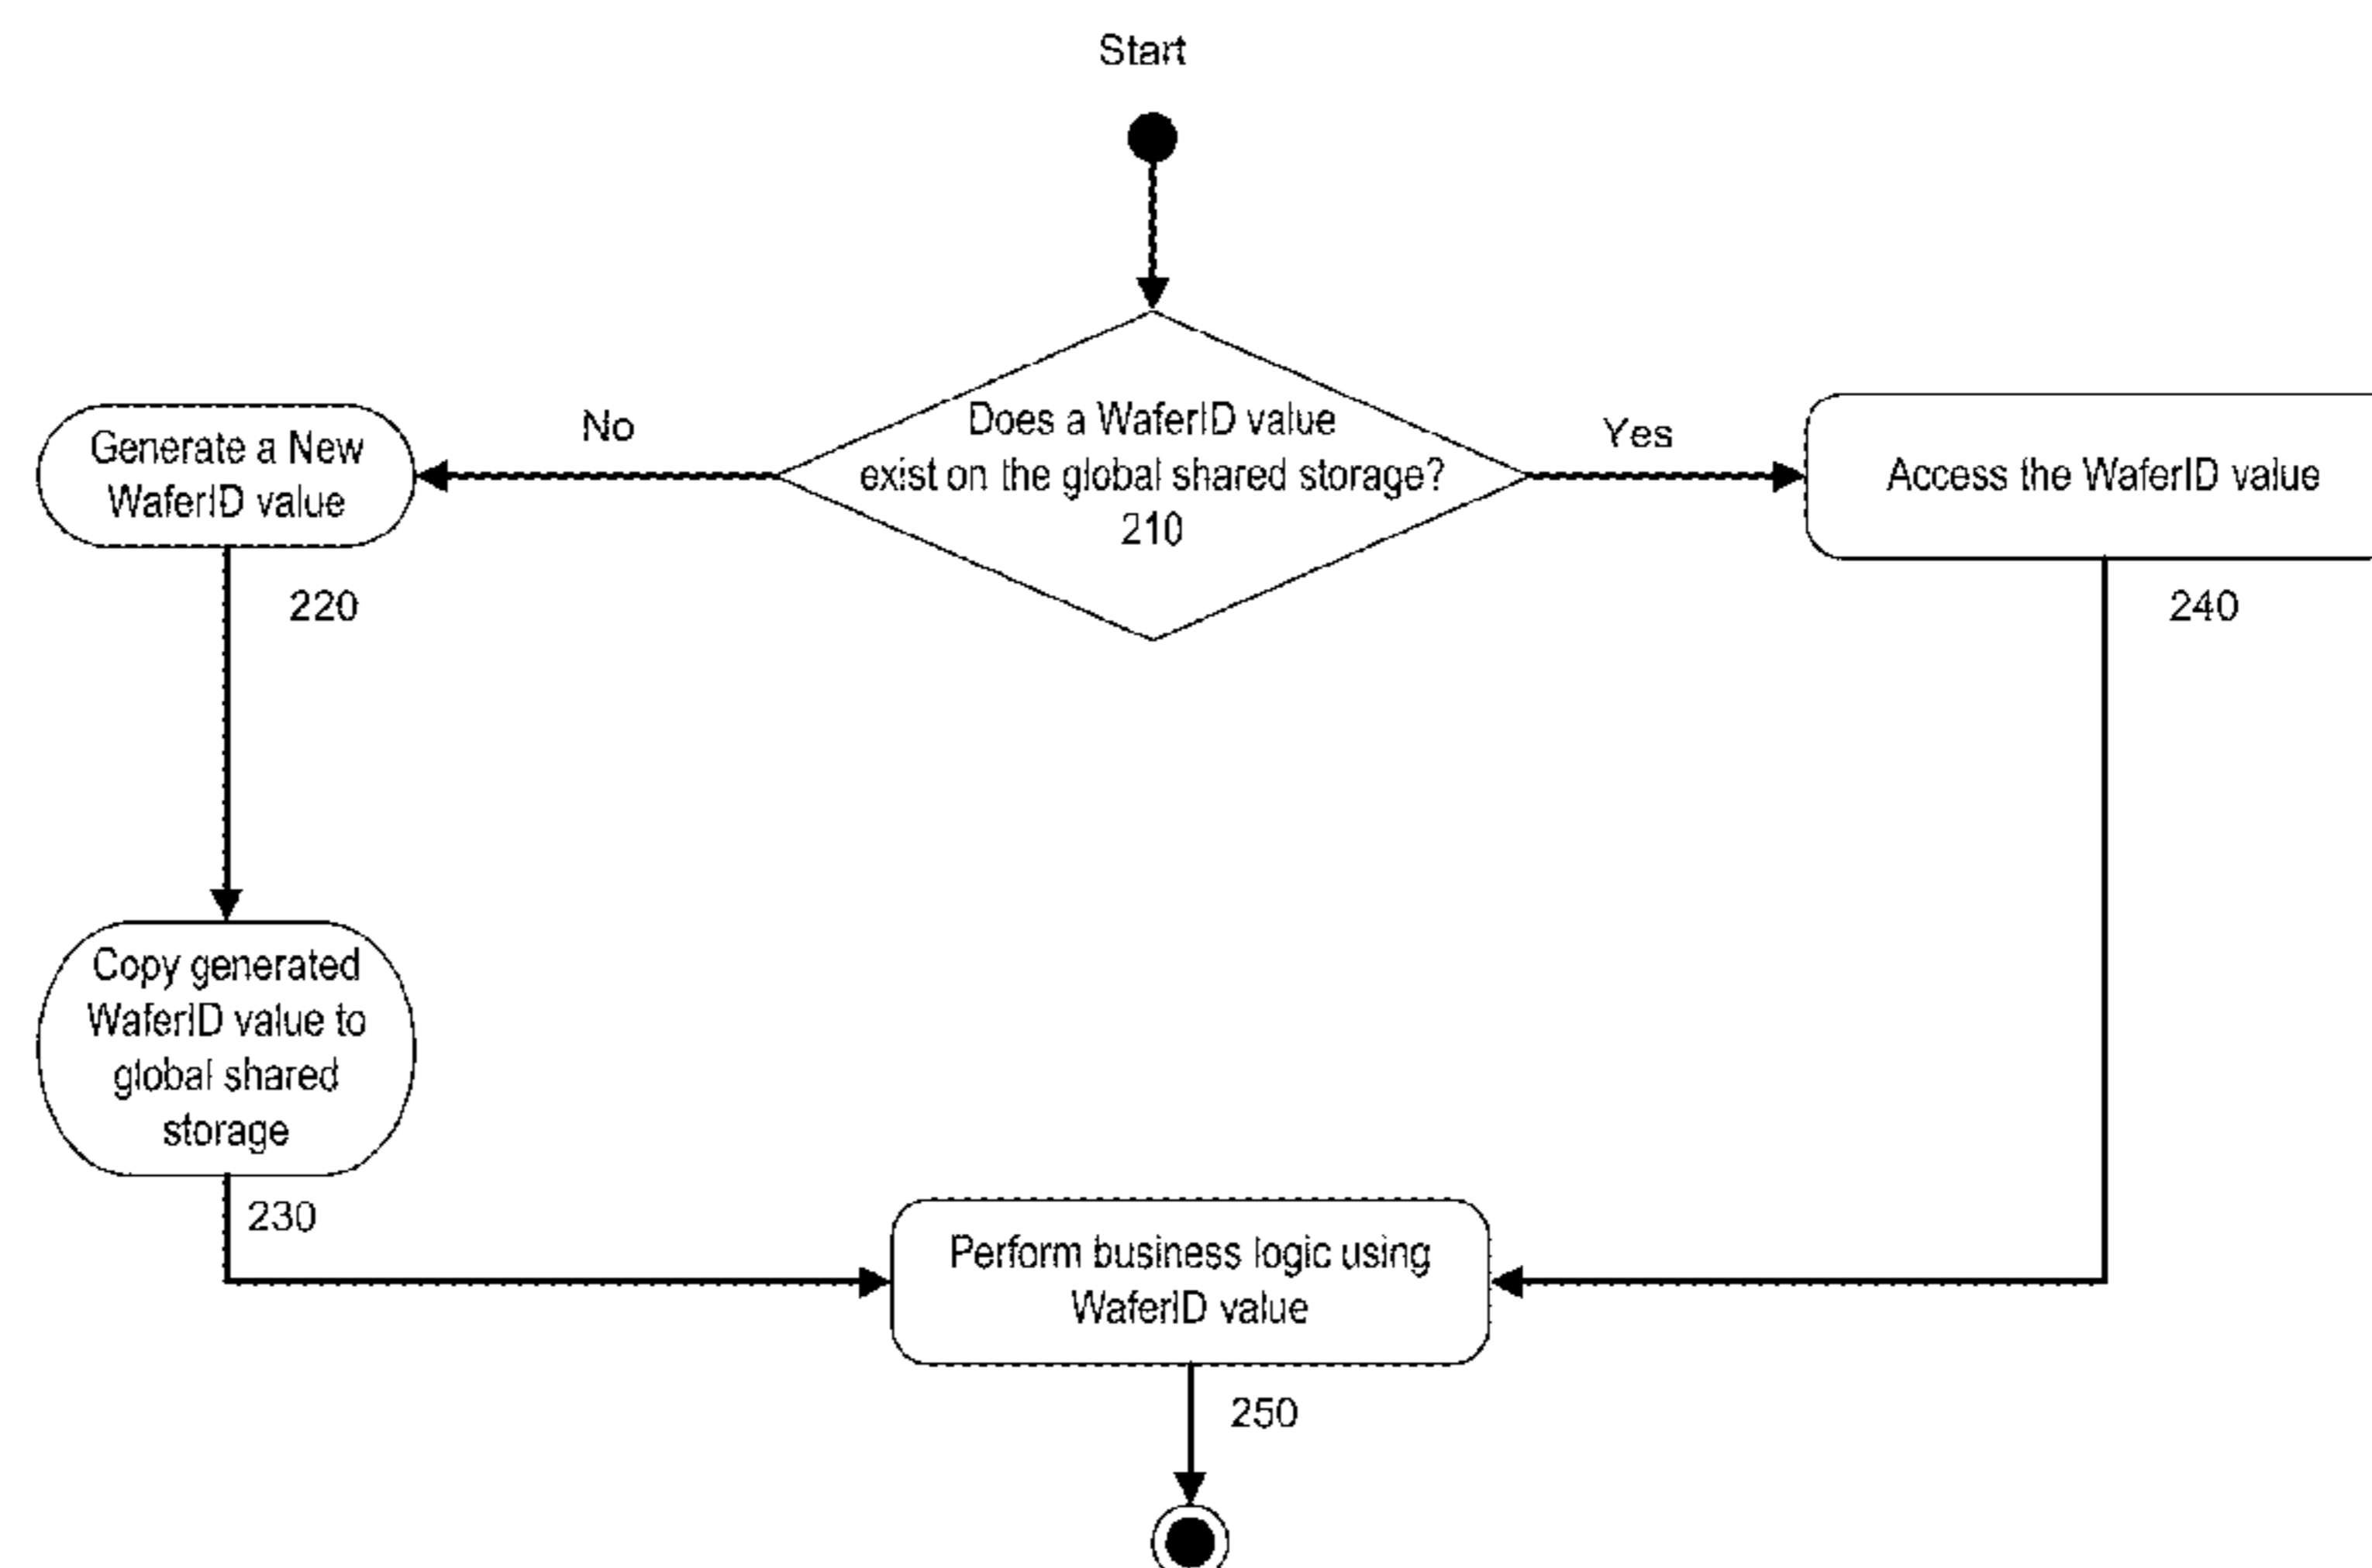 Start
Does a WaferID value
exist on the global shared storage?
210
No
Yes
Generate a New
WaferID value
220
Access the WaferID value
240
Copy generated
WaferID value to
global shared
storage
230
Perform business logic using
WaferID value
250